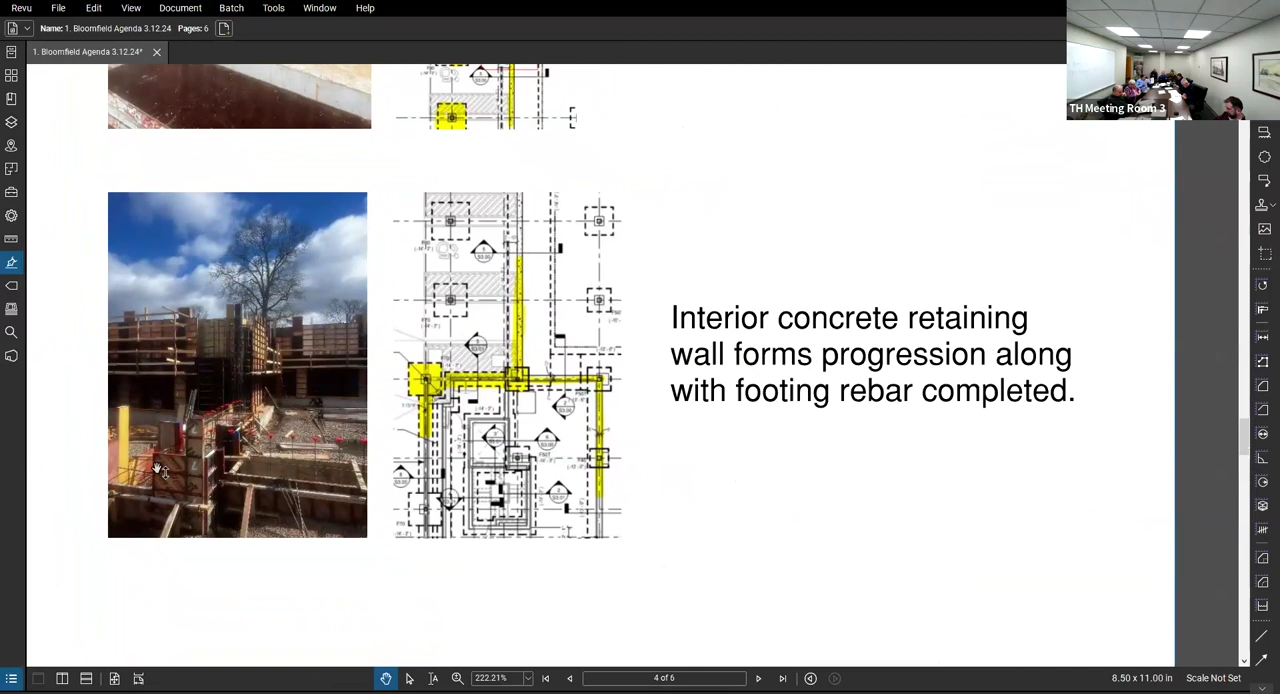 Revu File Edit View Document Batch Tools Window Help
Name: 1. Bloomfield Agenda 3.12.24 Pages: 6
1. Bloomfield Agenda 3.12.24*
TH Meeting Room 3
Interior concrete retaining
wall forms progression along
with footing rebar completed.
222.21%
4 of 6
8.50 x 11.00 in
Scale Not Set